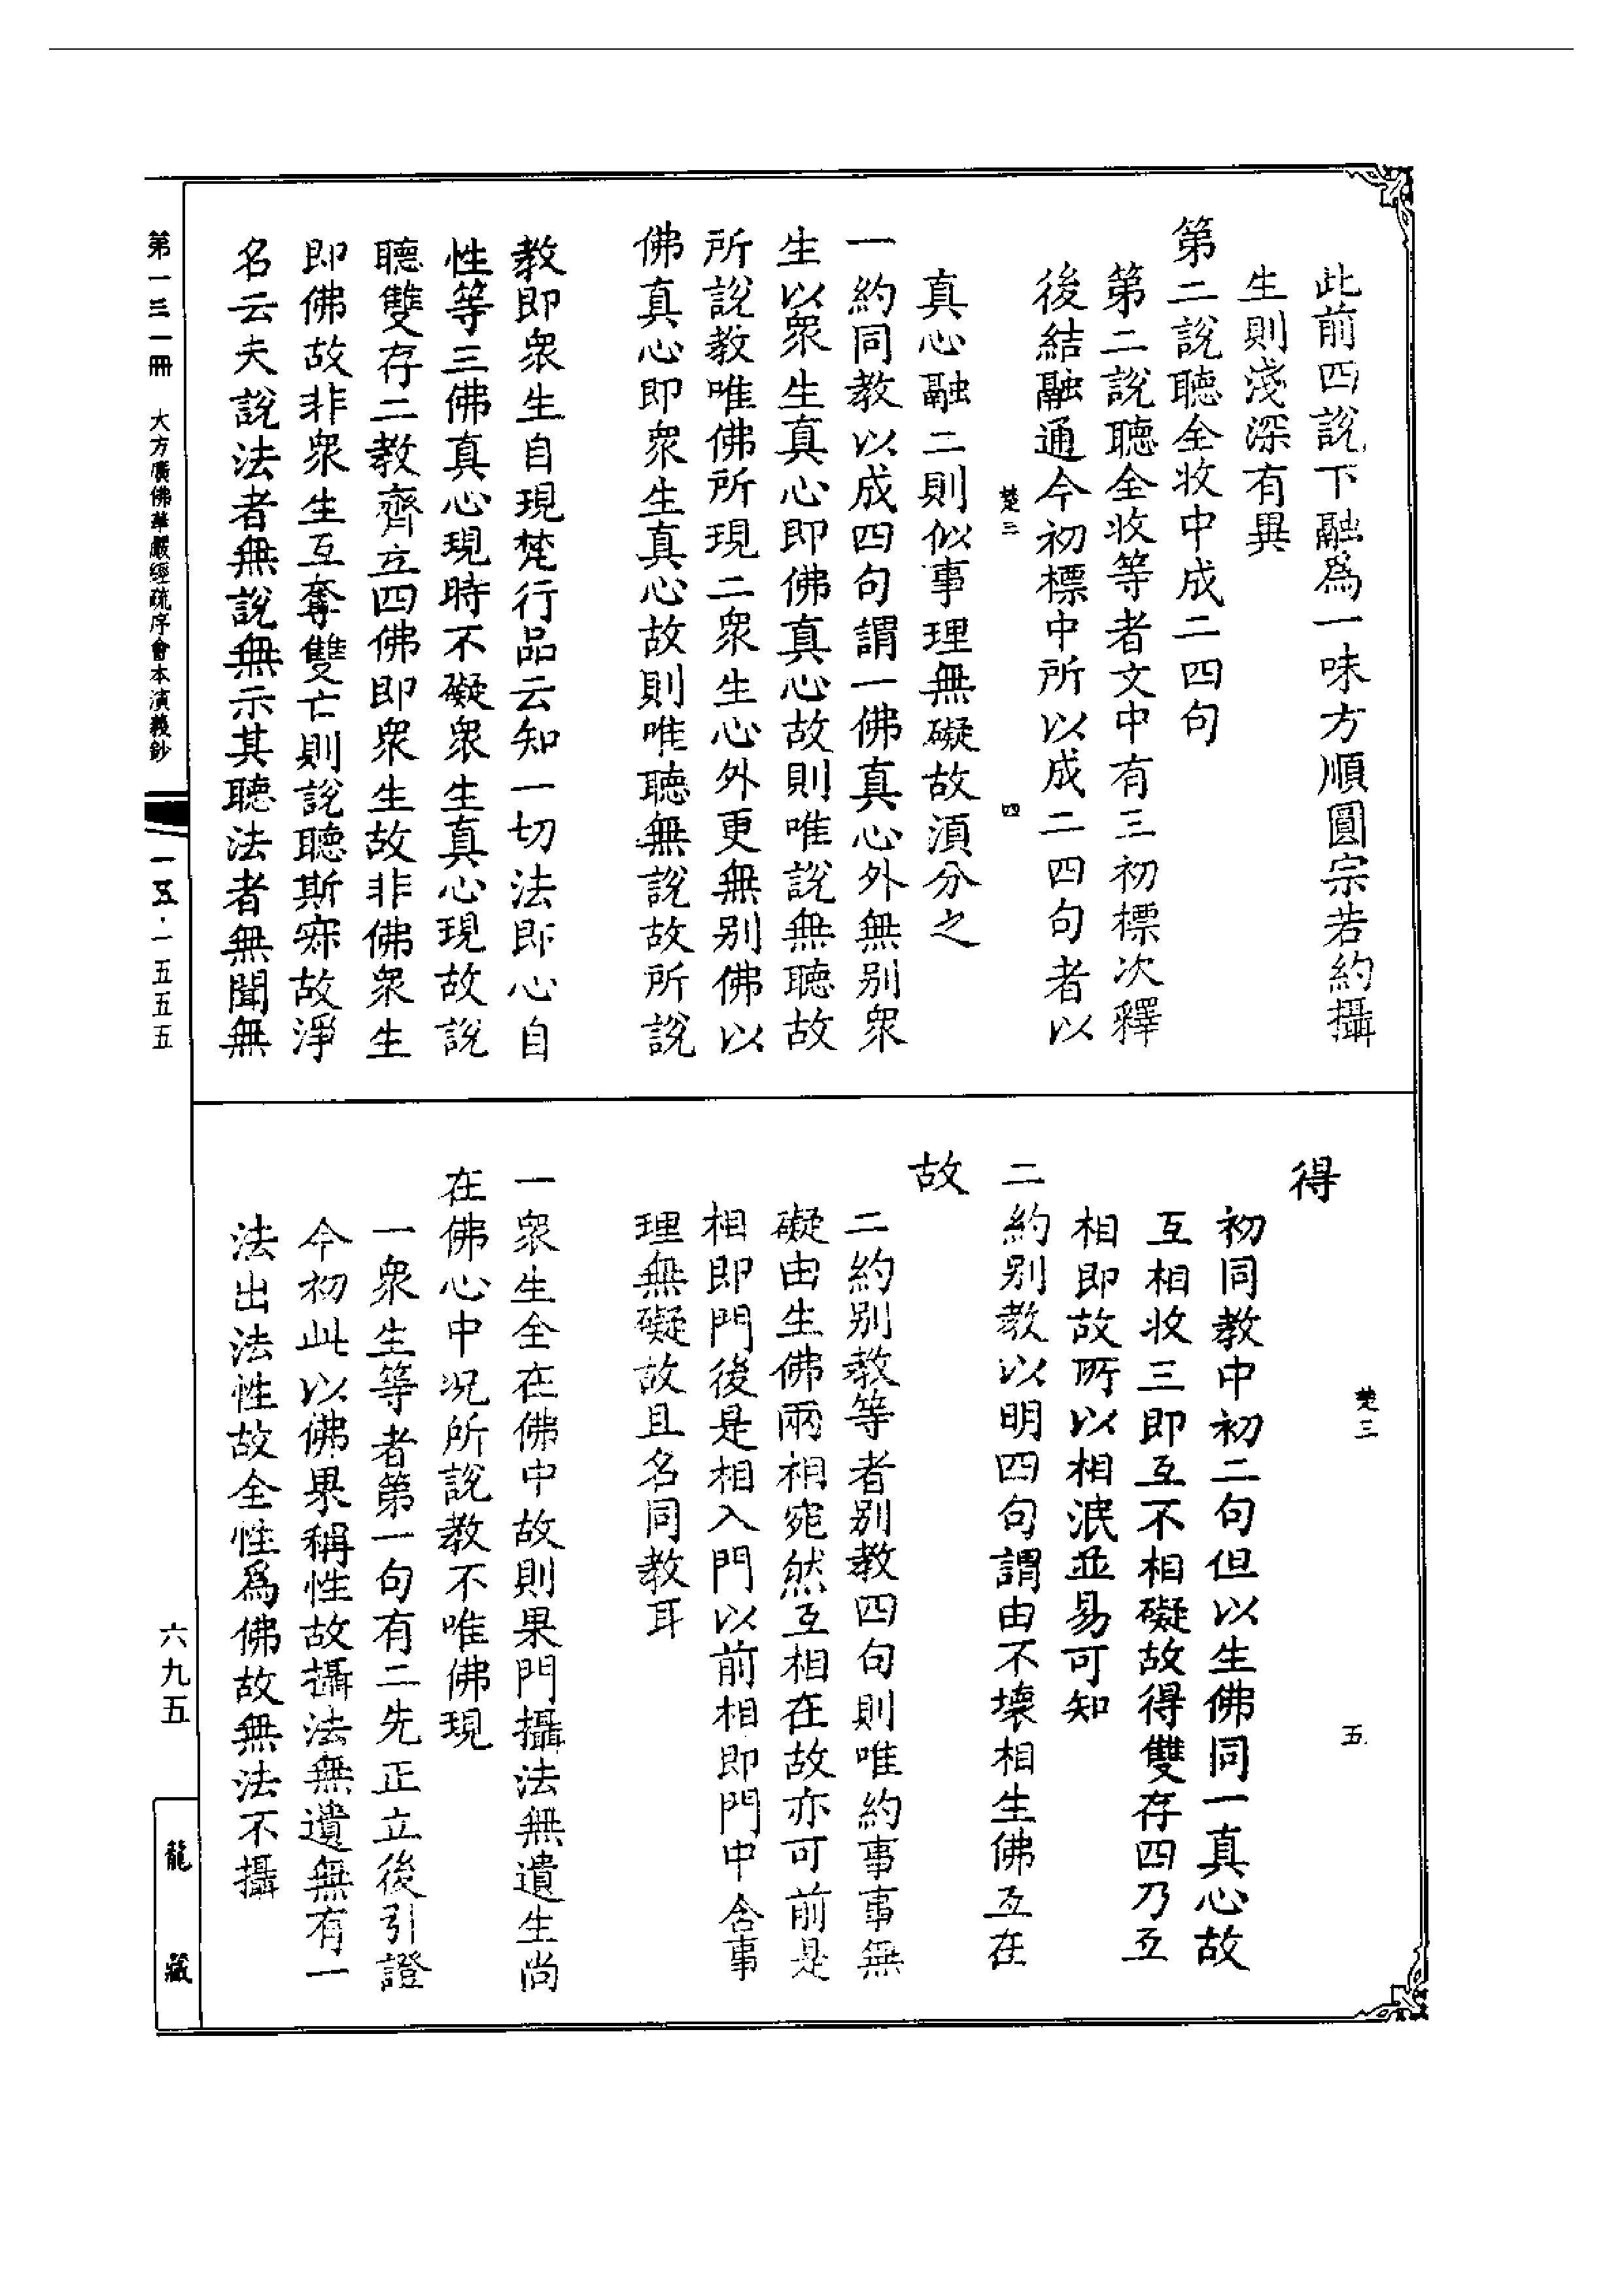 此前四說下融爲一味方順圓宗若約攝
生則淺深有異
第二說聽全收中成二四句
第二說聽全收等者文中有三初標次釋
後結融通今初標中所以成二四句者以
楚三 四
真心融二則似事理無礙故須分之
一約同教以成四句謂一佛真心外無别衆
生以衆生真心即佛真心故則唯說無聽故
所說教唯佛所現二衆生心外更無别佛以
佛真心即衆生真心故則唯聽無說故所說
教即衆生自現梵行品云知一切法即心自
性等三佛真心現時不礙衆生真心現故說
聽雙存二教齊立四佛即衆生故非佛衆生
即佛故非衆生互奪雙亡則說聽斯寂故淨
名云夫說法者無說無示其聽法者無聞無
得
楚三 五
初同教中初二句但以生佛同一真心故
互相收三即互不相礙故得雙存四乃互
相即故所以相泯並易可知
二約别教以明四句謂由不壞相生佛互在
故
二約别教等者别教四句則唯約事事無
礙由生佛兩相宛然互相在故亦可前是
相即門後是相入門以前相即門中含事
理無礙故且名同教耳
一衆生全在佛中故則果門攝法無遺生尚
在佛心中况所說教不唯佛現
一衆生等者第一句有二先正立後引證
今初此以佛果稱性故攝法無遺無有一
法出法性故全性爲佛故無法不攝
第一三一冊 大方廣佛華嚴經疏序會本演義鈔
一五·一五五五
六九五
龍藏